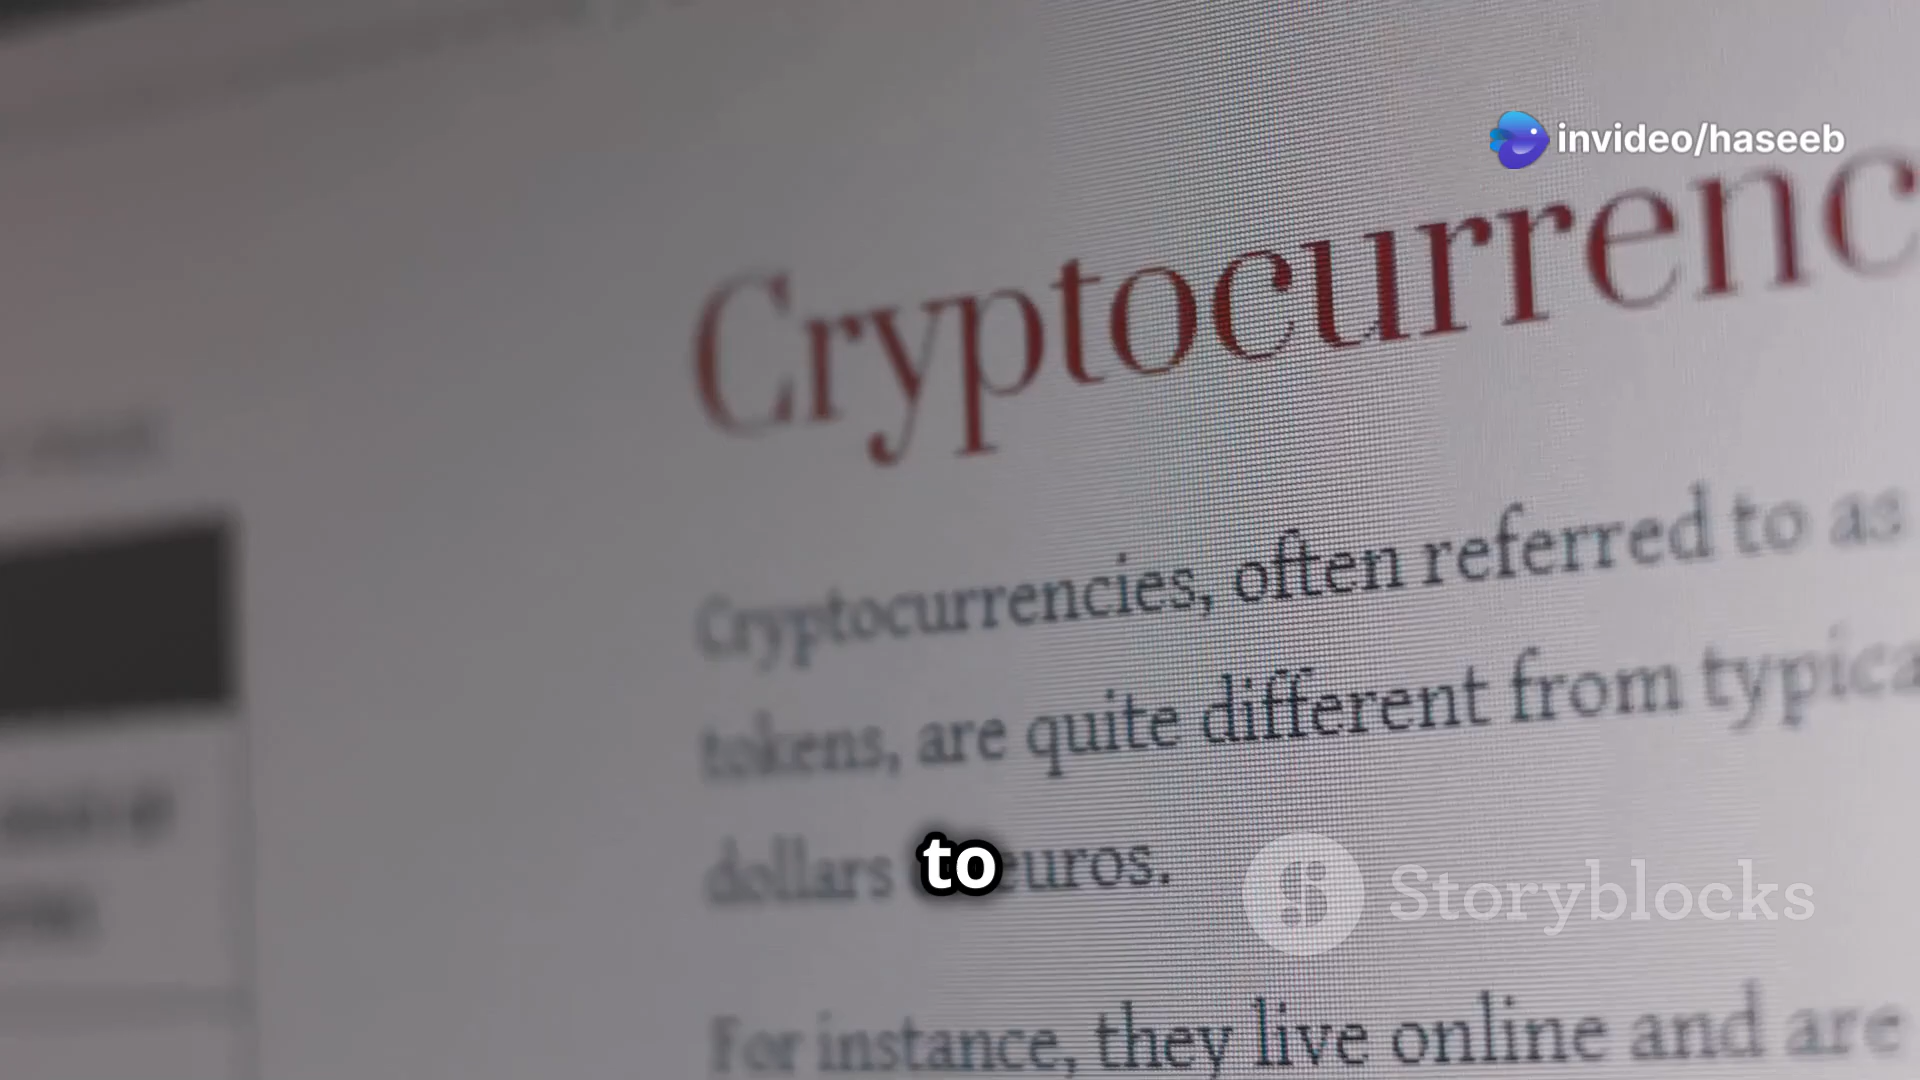 invideo/haseeb
Cryptocurrenc
Cryptocurrencies, often referred to as
tokens, are quite different from typica
dollars to euros.
Storyblocks
For instance, they live online and are